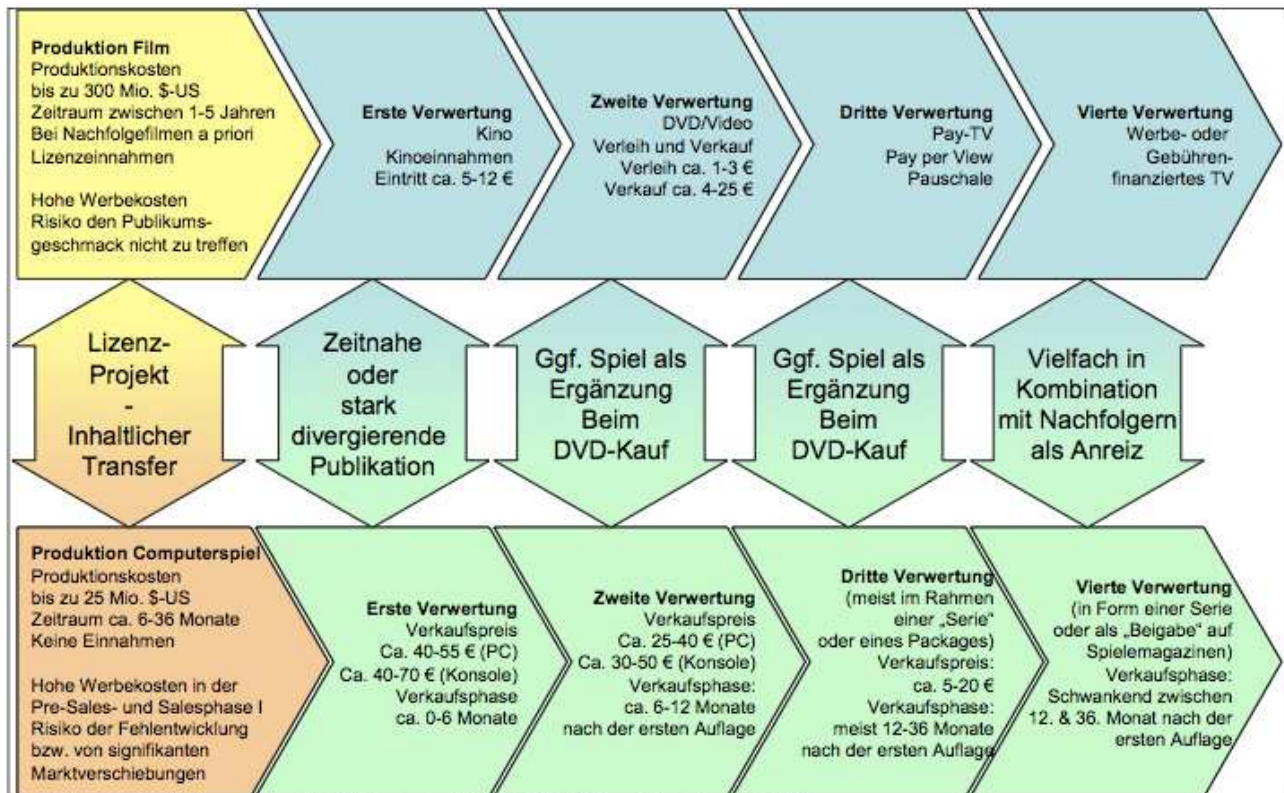 Produktion Film
Produktionskosten
bis zu 300 Mio. $-US
Zeitraum zwischen 1-5 Jahren
Bei Nachfolgefilmen a priori
Lizenzeinnahmen
Hohe Werbekosten
Risiko den Publikums-
geschmack nicht zu treffen
Erste Verwertung
Kino
Kinoeinnahmen
Eintritt ca. 5-12 €
Zweite Verwertung
DVD/Video
Verleih und Verkauf
Verleih ca. 1-3 €
Verkauf ca. 4-25 €
Dritte Verwertung
Pay-TV
Pay per View
Pauschale
Vierte Verwertung
Werbe- oder
Gebühren-
finanziertes TV
Lizenz-
Projekt
-
Inhaltlicher
Transfer
Zeitnahe
oder
stark
divergierende
Publikation
Ggf. Spiel als
Ergänzung
Beim
DVD-Kauf
Ggf. Spiel als
Ergänzung
Beim
DVD-Kauf
Vielfach in
Kombination
mit Nachfolgern
als Anreiz
Produktion Computerspiel
Produktionskosten
bis zu 25 Mio. $-US
Zeitraum ca. 6-36 Monate
Keine Einnahmen
Hohe Werbekosten in der
Pre-Sales- und Salesphase I
Risiko der Fehlentwicklung
bzw. von signifikanten
Marktverschiebungen
Erste Verwertung
Verkaufspreis
Ca. 40-55 € (PC)
Ca. 40-70 € (Konsole)
Verkaufsphase
ca. 0-6 Monate
Zweite Verwertung
Verkaufspreis
Ca. 25-40 € (PC)
Ca. 30-50 € (Konsole)
Verkaufsphase:
ca. 6-12 Monate
nach der ersten Auflage
Dritte Verwertung
(meist im Rahmen
einer „Serie"
oder eines Packages)
Verkaufspreis:
ca. 5-20 €
Verkaufsphase:
meist 12-36 Monate
nach der ersten Auflage
Vierte Verwertung
(in Form einer Serie
oder als „Beigabe" auf
Spielemagazinen)
Verkaufsphase:
Schwankend zwischen
12. & 36. Monat nach der
ersten Auflage